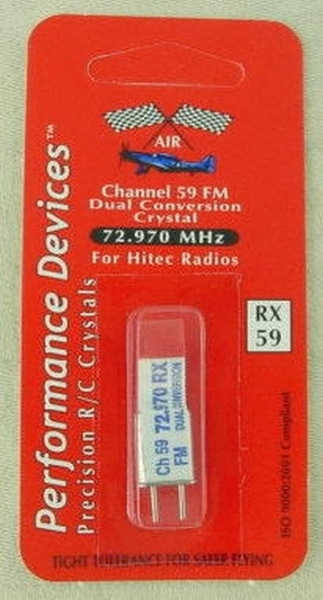 Performance Devices™
Precision R/C Crystals
AIR
Channel 59 FM
Dual Conversion
Crystal
72.970 MHz
For Hitec Radios
RX
59
Ch 59 72.970 RX
FM DUAL CONVERSION
ISO 9000:2001 Compliant
TIGHT TOLERANCE FOR SAFER FLYING